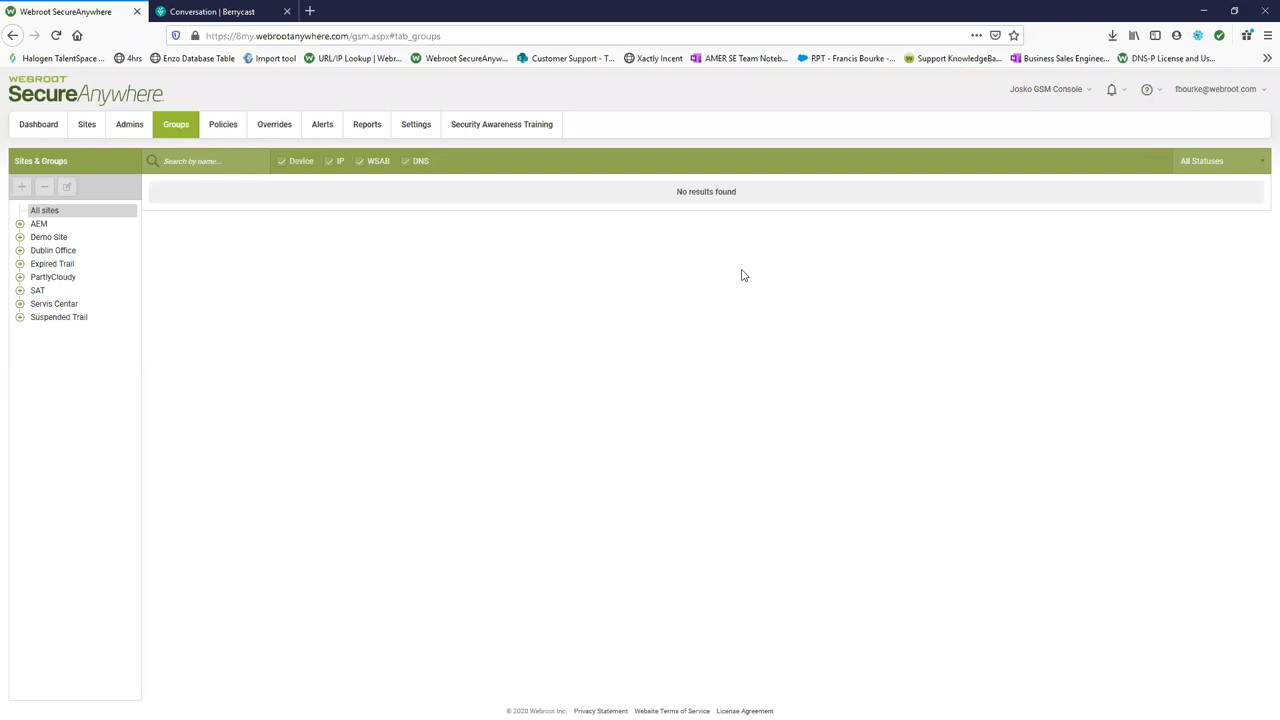 Webroot SecureAnywhere
Conversation | Berrycast
https://8my.webrootanywhere.com/gsm.aspx#tab_groups
Halogen TalentSpace ... 4hrs Enzo Database Table Import tool URL/IP Lookup | Webr... Webroot SecureAnyw... Customer Support - T... Xactly Incent AMER SE Team Noteb... RPT - Francis Bourke -... Support KnowledgeBa... Business Sales Enginee... DNS-P License and Us...
WEBROOT
SecureAnywhere.
Josko GSM Console
fbourke@webroot.com
Dashboard Sites Admins Groups Policies Overrides Alerts Reports Settings Security Awareness Training
Sites & Groups
Search by name...
Device IP WSAB DNS
All Statuses
No results found
All sites
AEM
Demo Site
Dublin Office
Expired Trail
PartlyCloudy
SAT
Servis Centar
Suspended Trail
© 2020 Webroot Inc. Privacy Statement Website Terms of Service License Agreement